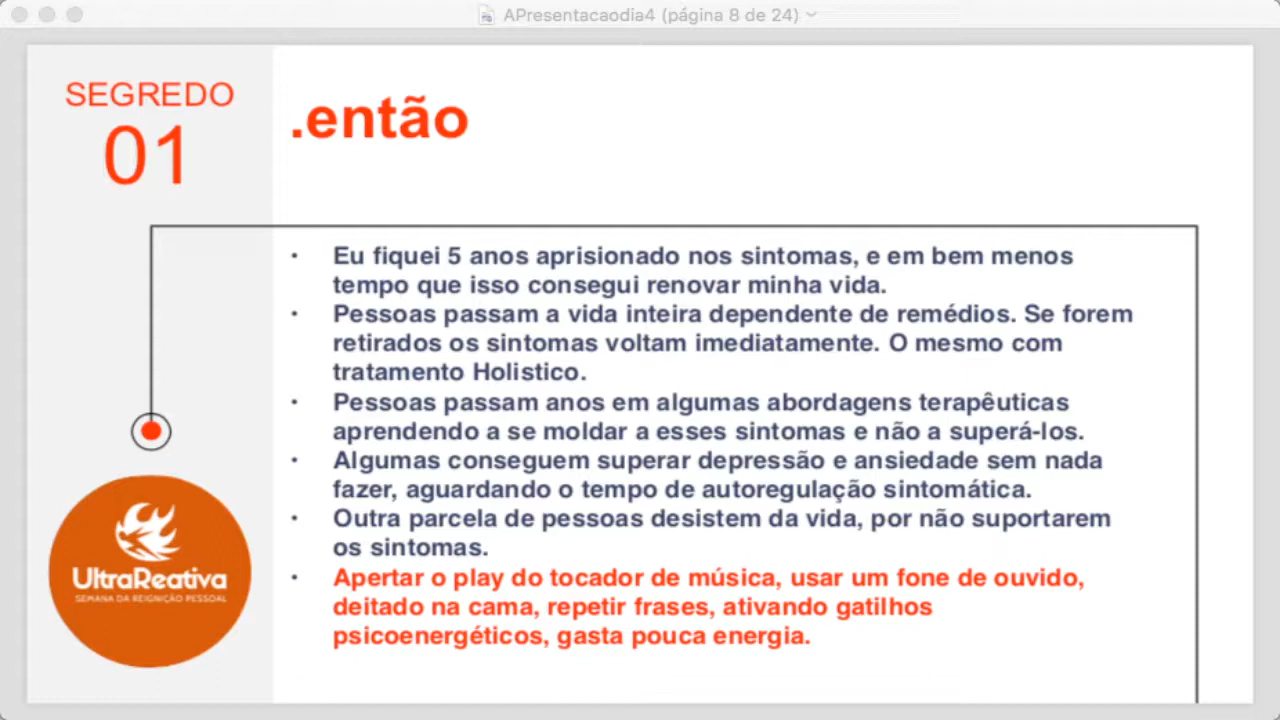 APresentacaodia4 (página 8 de 24)
SEGREDO
01
.então
• Eu fiquei 5 anos aprisionado nos sintomas, e em bem menos
tempo que isso consegui renovar minha vida.
• Pessoas passam a vida inteira dependente de remédios. Se forem
retirados os sintomas voltam imediatamente. O mesmo com
tratamento Holistico.
• Pessoas passam anos em algumas abordagens terapêuticas
aprendendo a se moldar a esses sintomas e não a superá-los.
• Algumas conseguem superar depressão e ansiedade sem nada
fazer, aguardando o tempo de autoregulação sintomática.
• Outra parcela de pessoas desistem da vida, por não suportarem
os sintomas.
• Apertar o play do tocador de música, usar um fone de ouvido,
deitado na cama, repetir frases, ativando gatilhos
psicoenergéticos, gasta pouca energia.
UltraReativa
SEMANA DA REIGNIÇÃO PESSOAL